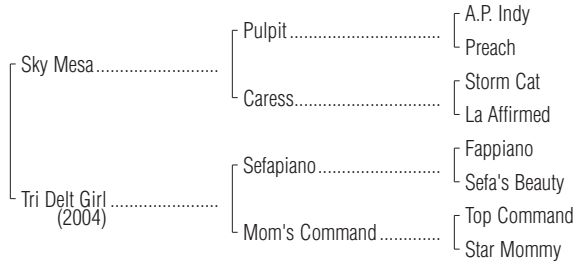 A.P. Indy
Pulpit
Preach
Sky Mesa
Storm Cat
Caress
La Affirmed
Fappiano
Sefapiano
Sefa's Beauty
Tri Delt Girl
(2004)
Top Command
Mom's Command
Star Mommy